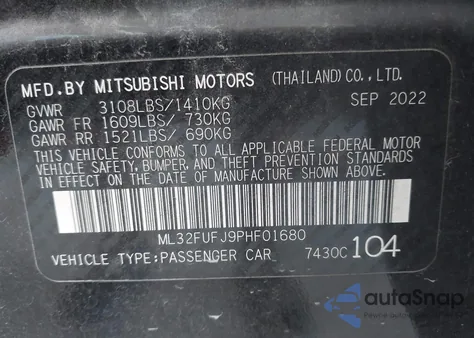 MFD.BY MITSUBISHI MOTORS (THAILAND)CO., LTD.
GVWR 3108LBS/1410KG SEP 2022
GAWR FR 1609LBS/ 730KG
GAWR RR 1521LBS/ 690KG
THIS VEHICLE CONFORMS TO ALL APPLICABLE FEDERAL MOTOR
VEHICLE SAFETY, BUMPER, AND THEFT PREVENTION STANDARDS
IN EFFECT ON THE DATE OF MANUFACTURE SHOWN ABOVE.
ML32FUFJ9PHF01680
VEHICLE TYPE:PASSENGER CAR 7430C 104
autoSnap